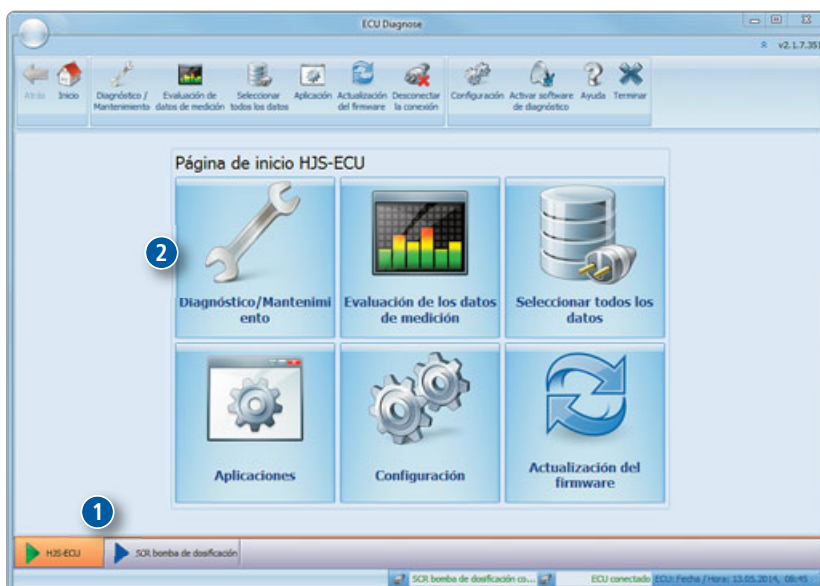 ECU Diagnose
v2.1.7.351
Atrás
Inicio
Diagnóstico /
Mantenimiento
Evaluación de
datos de medición
Seleccionar
todos los datos
Aplicación
Actualización
del firmware
Desconectar
la conexión
Configuración
Activar software
de diagnóstico
Ayuda
Terminar
Página de inicio HJS-ECU
2
Diagnóstico/Mantenimi
ento
Evaluación de los datos
de medición
Seleccionar todos los
datos
Aplicaciones
Configuración
Actualización del
firmware
1
HJS-ECU
SCR bomba de dosificación
SCR bomba de dosificación co...
ECU conectado
ECU: Fecha / Hora: 13.05.2014, 08:45